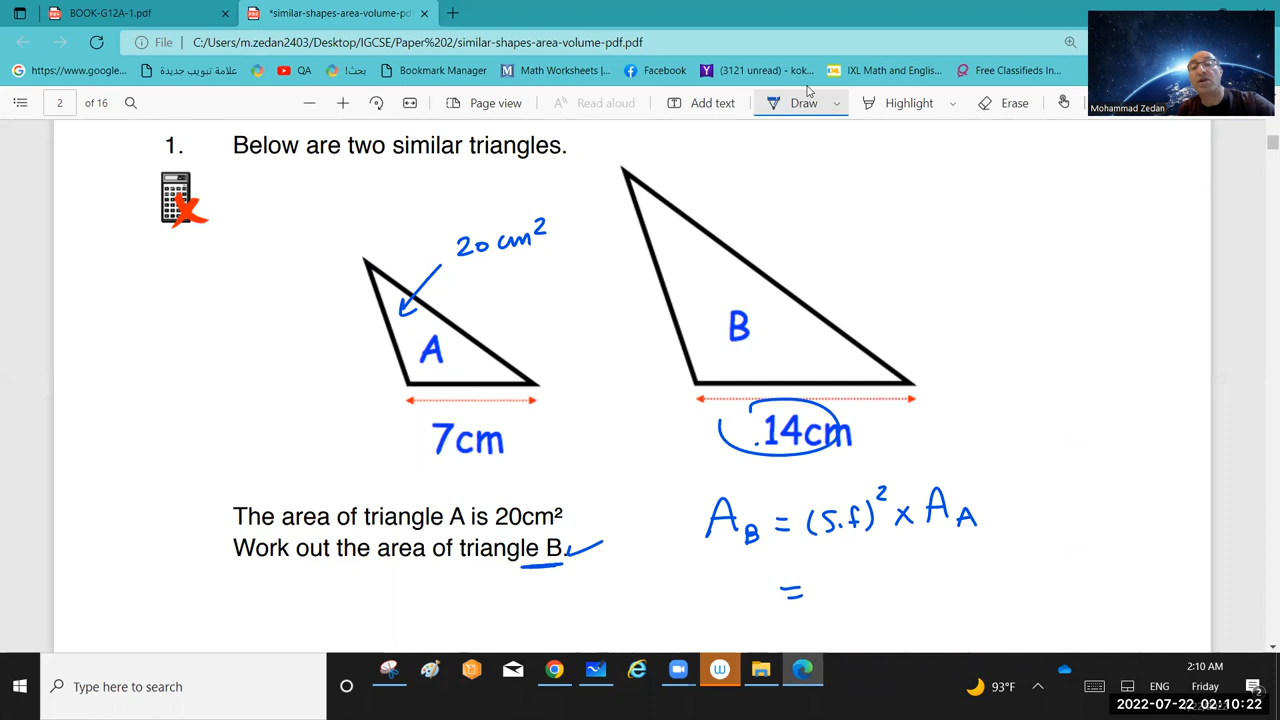 BOOK-G12A-1.pdf
*similar-shapes-area-volume-pd
File
C:/Users/m.zedan2403/Desktop/IGCSE/Paper%202/similar-shapes-area-volume-pdf.pdf
https://www.google...
علامة تبويب جديدة
QA
بحث!
Bookmark Manager
Math Worksheets |...
Facebook
(3121 unread) - kok...
IXL Math and Englis...
Free Classifieds In...
Mohammad Zedan
2
of 16
Page view
Read aloud
Add text
Draw
Highlight
Erase
1.
Below are two similar triangles.
20 cm²
A
B
7cm
.14cm
The area of triangle A is 20cm²
Work out the area of triangle B.
A_B = (S.f)² × A_A
=
Type here to search
93°F
ENG
2:10 AM
Friday
2022-07-22 02:10:22